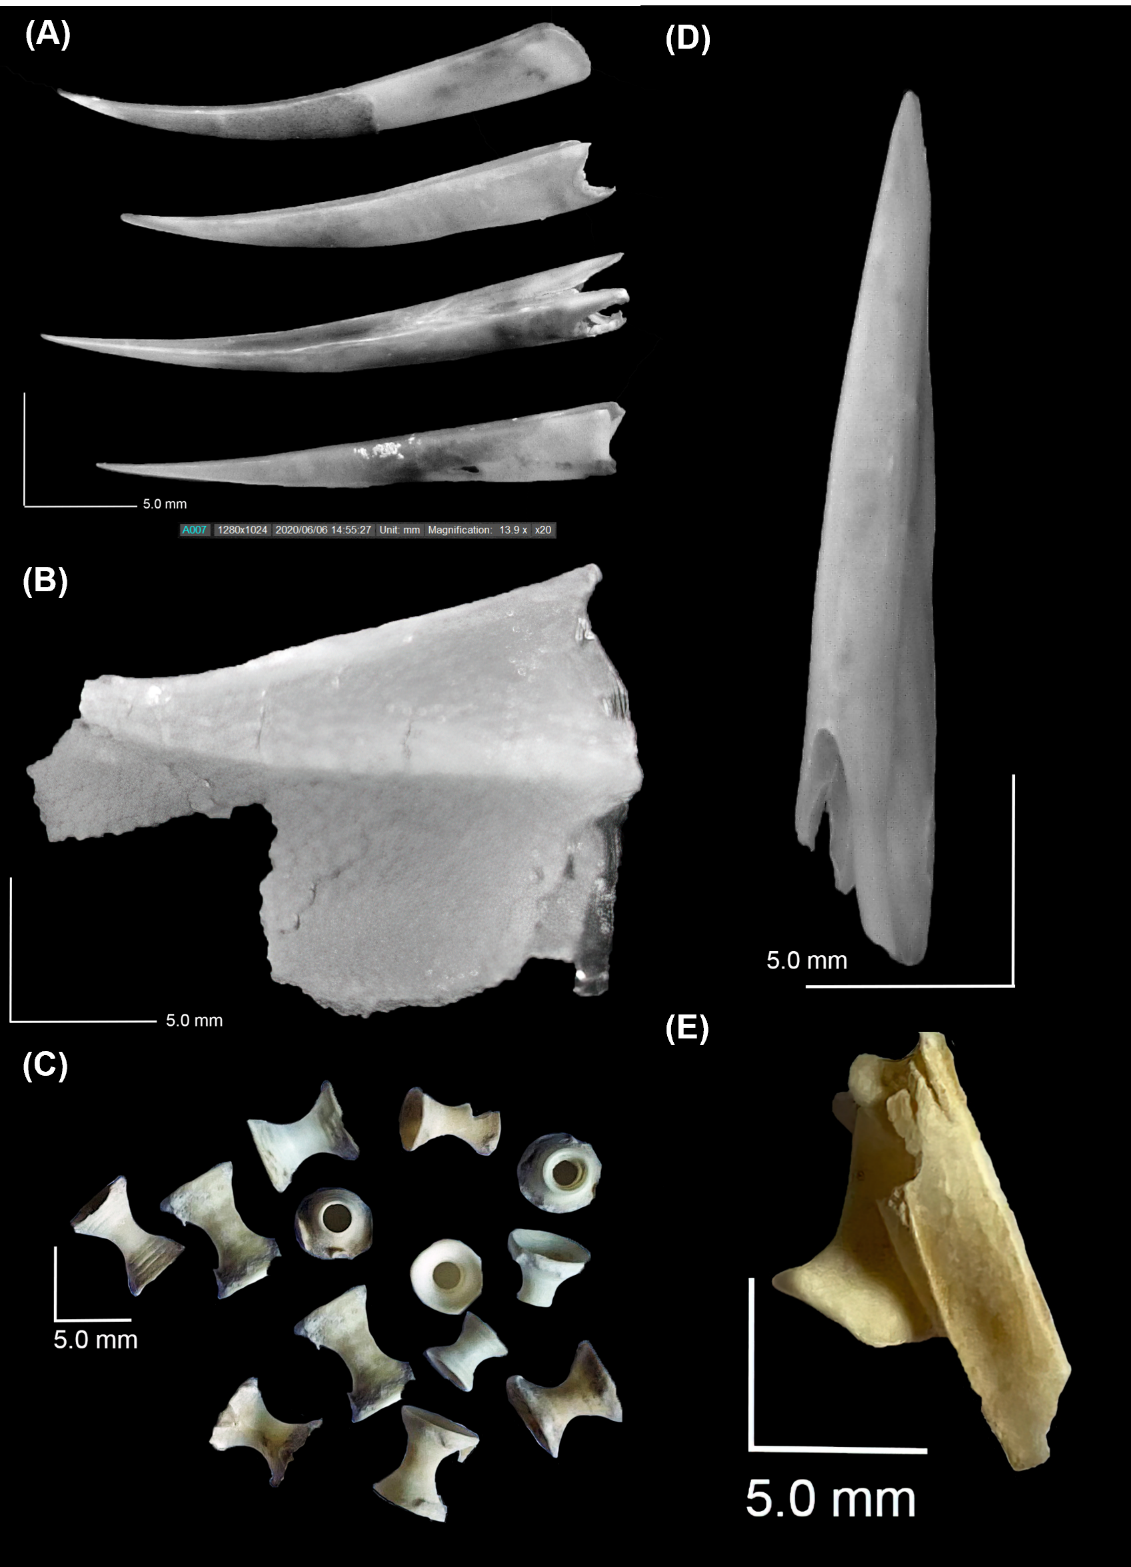 (A)
5.0 mm
A007 1280x1024 2020/06/06 14:55:27 Unit: mm Magnification: 13.9 x x20
(B)
5.0 mm
(C)
5.0 mm
(D)
5.0 mm
(E)
5.0 mm